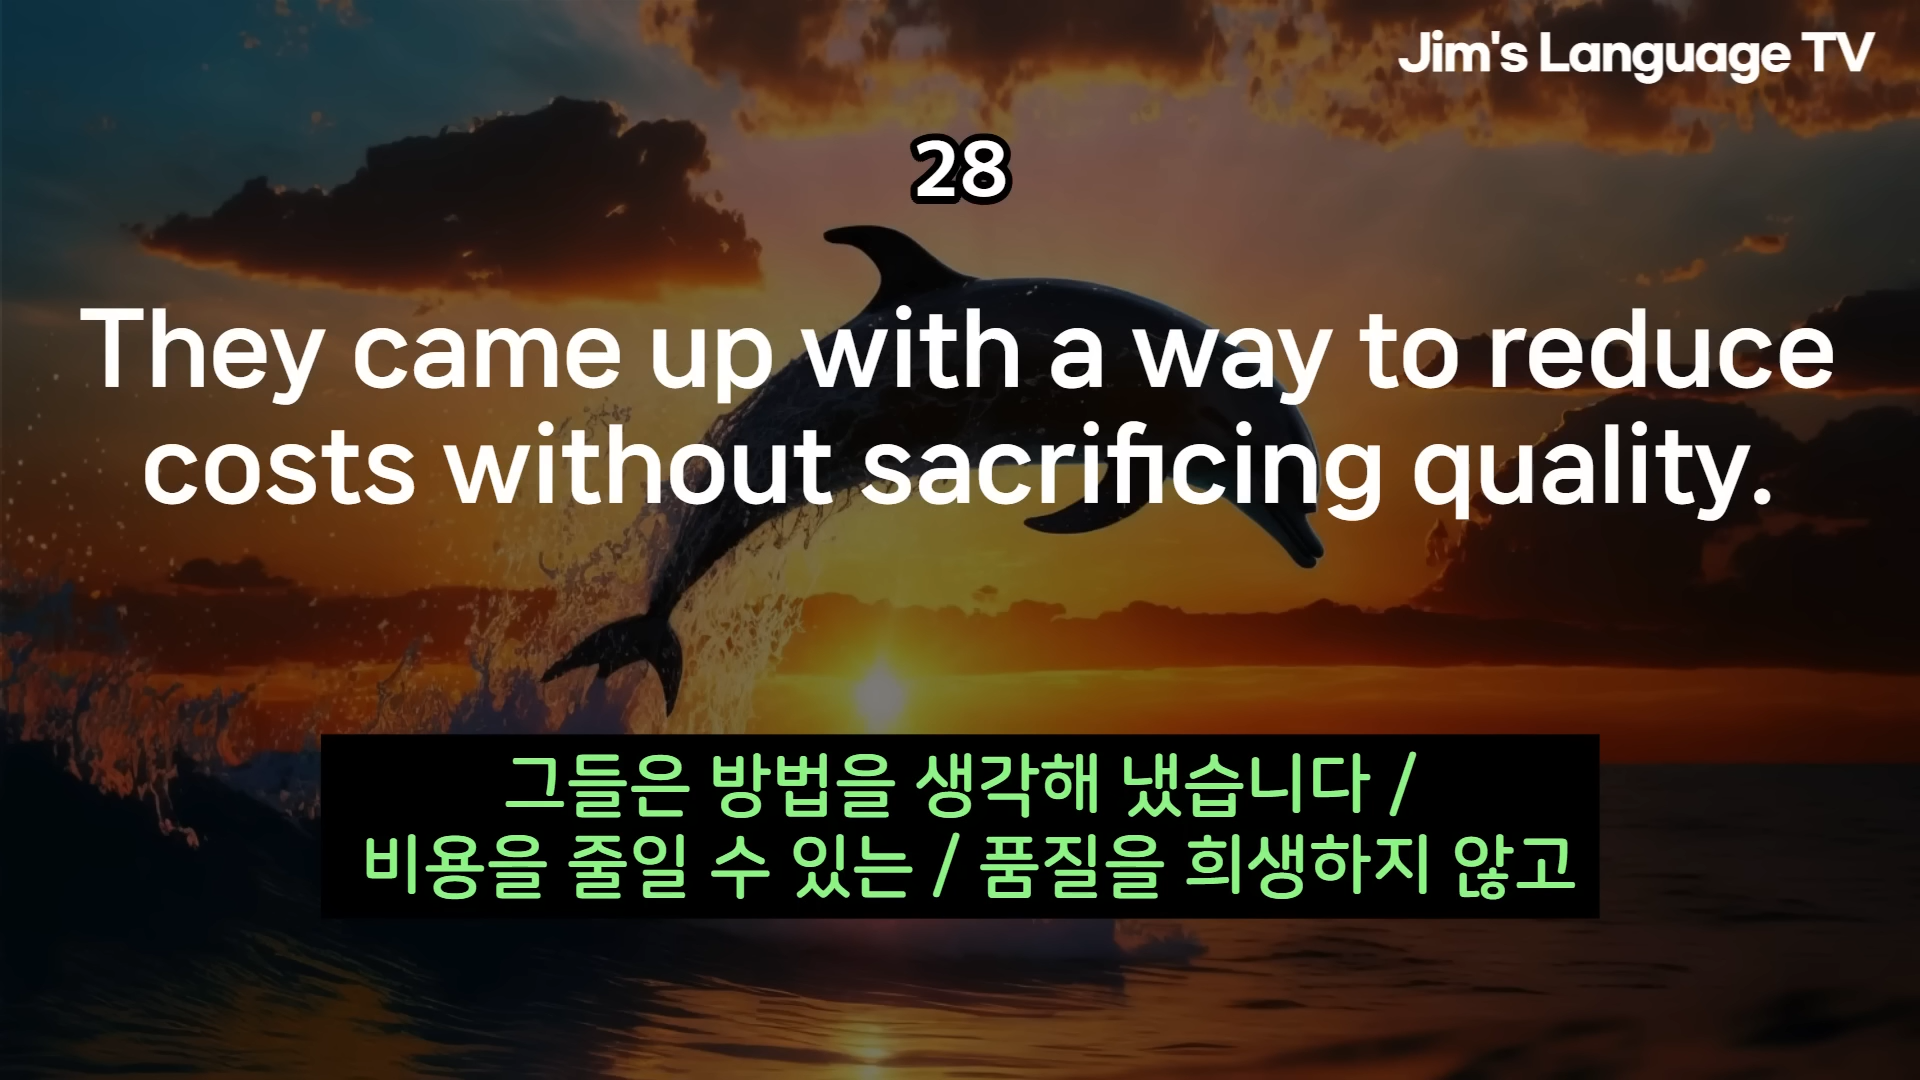 Jim's Language TV
28
They came up with a way to reduce
costs without sacrificing quality.
그들은 방법을 생각해 냈습니다 /
비용을 줄일 수 있는 / 품질을 희생하지 않고